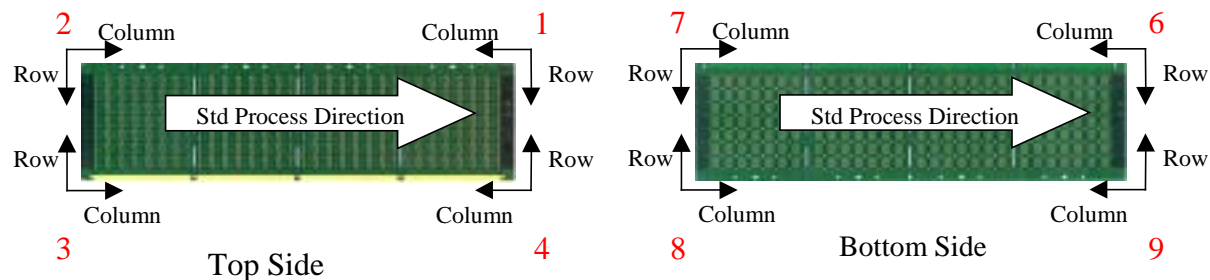 2 1 7 6
Column Column Column Column
Row Row Row Row
Std Process Direction Std Process Direction
Row Row Row Row
Column Column Column Column
3 4 8 9
Top Side Bottom Side